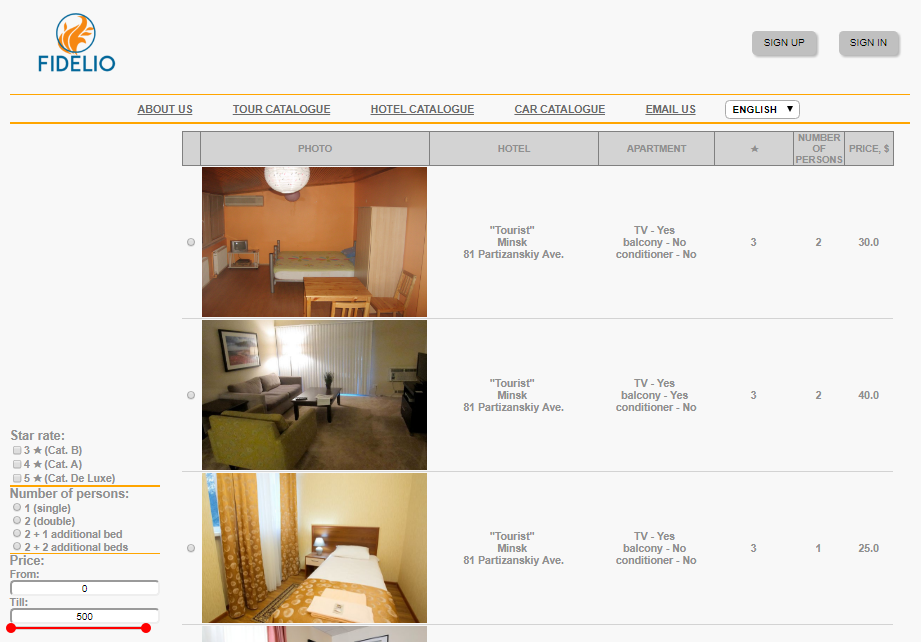 FIDELIO
SIGN UP
SIGN IN
ABOUT US
TOUR CATALOGUE
HOTEL CATALOGUE
CAR CATALOGUE
EMAIL US
ENGLISH ▼
PHOTO
HOTEL
APARTMENT
★
NUMBER
OF
PERSONS
PRICE, $
"Tourist"
Minsk
81 Partizanskiy Ave.
TV - Yes
balcony - No
conditioner - No
3
2
30.0
"Tourist"
Minsk
81 Partizanskiy Ave.
TV - Yes
balcony - Yes
conditioner - No
3
2
40.0
"Tourist"
Minsk
81 Partizanskiy Ave.
TV - Yes
balcony - No
conditioner - No
3
1
25.0
Star rate:
3 ★ (Cat. B)
4 ★ (Cat. A)
5 ★ (Cat. De Luxe)
Number of persons:
1 (single)
2 (double)
2 + 1 additional bed
2 + 2 additional beds
Price:
From:
0
Till:
500